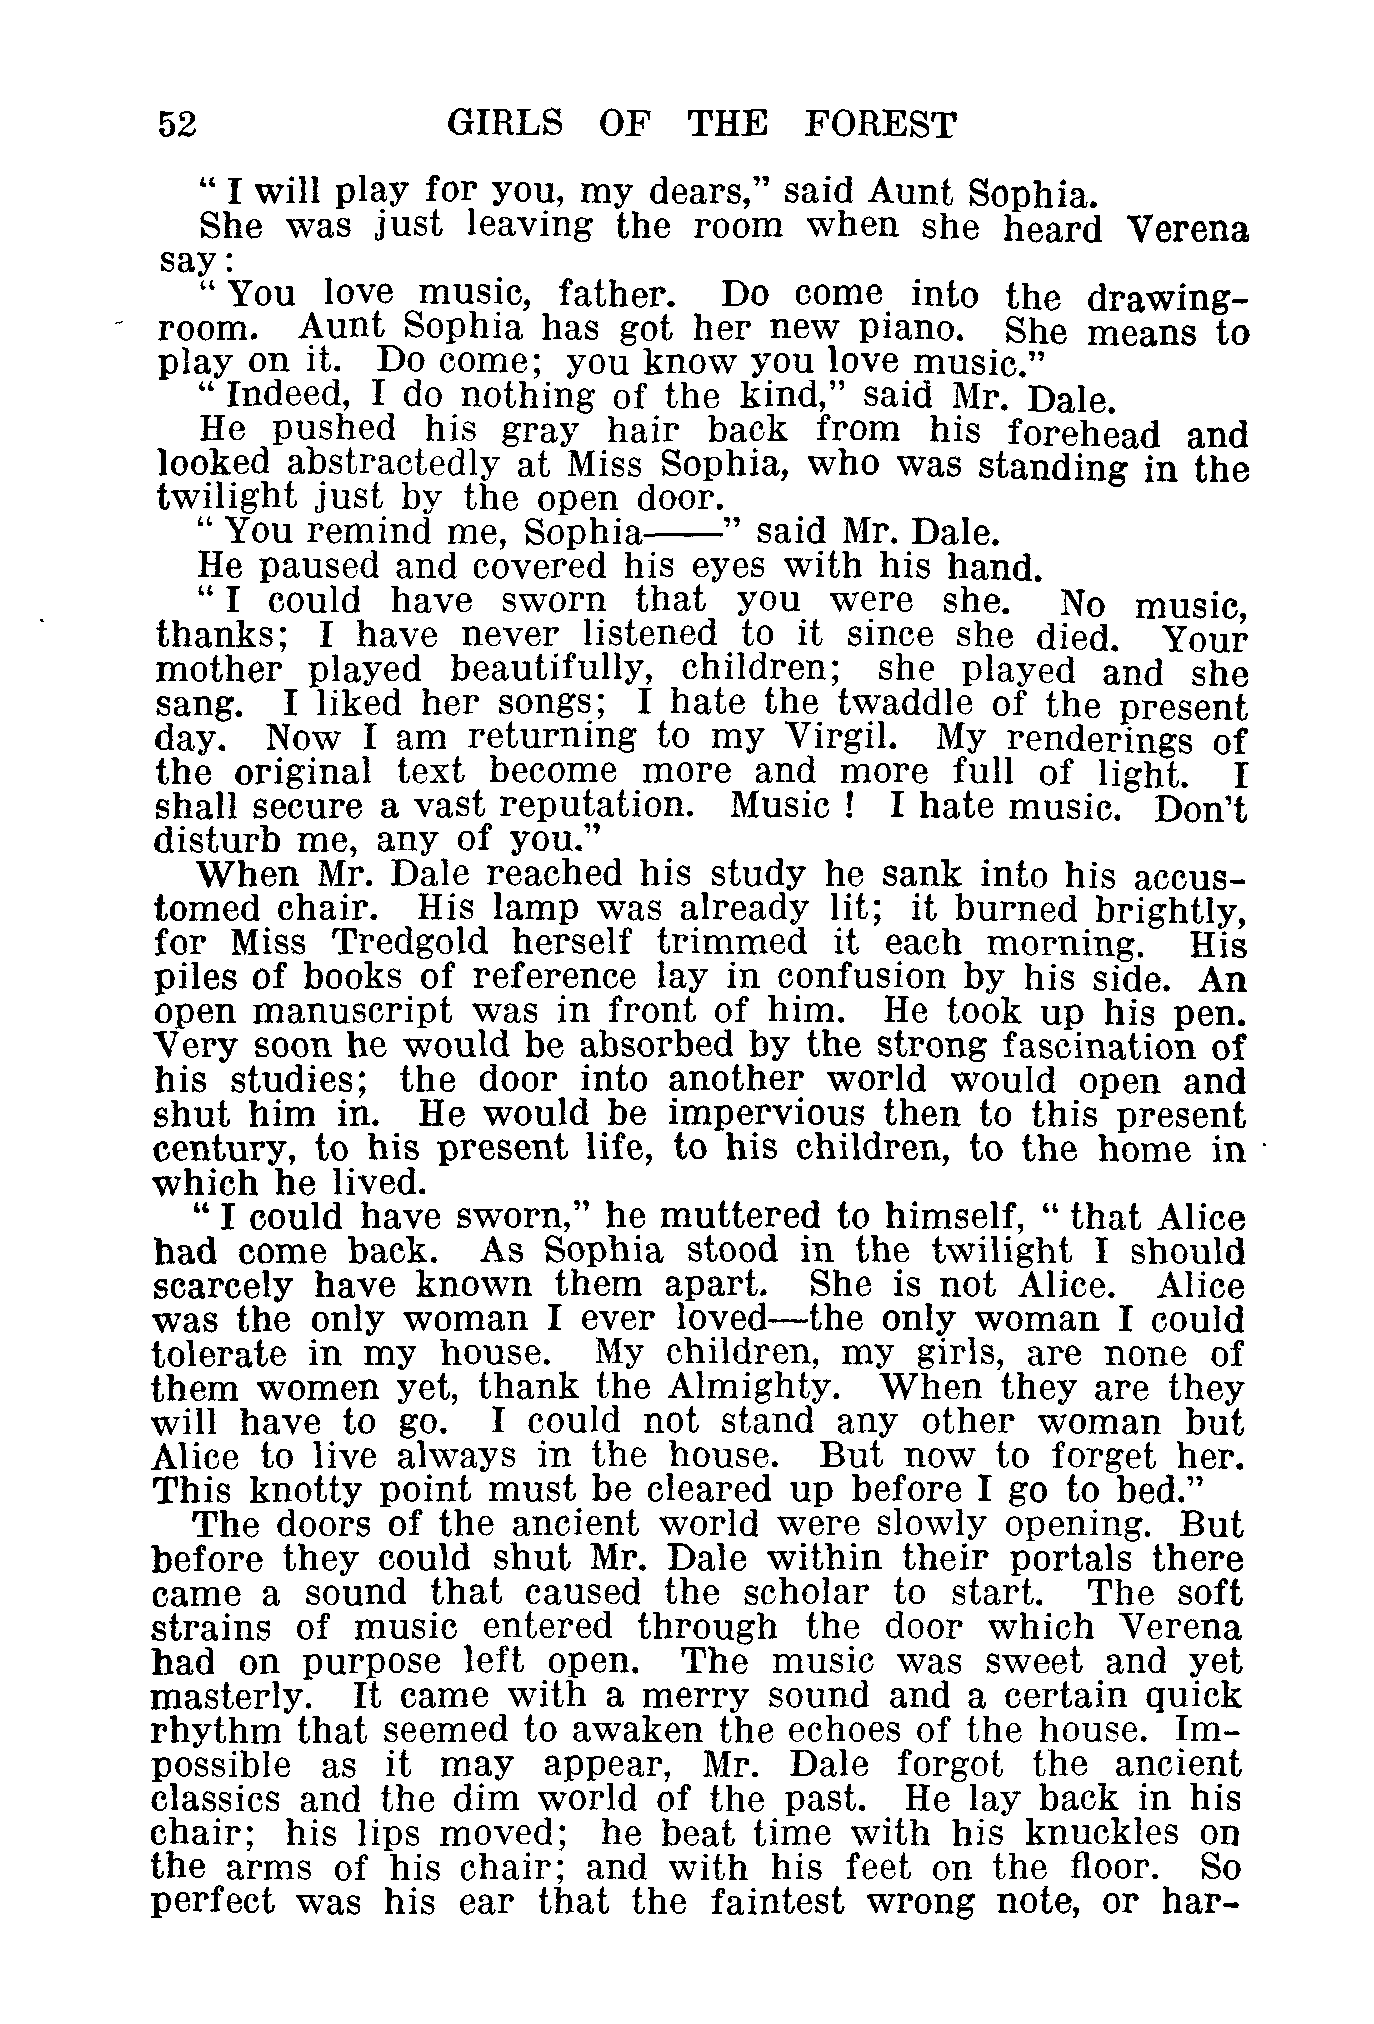 52 GIRLS OF THE FOREST
“ I will play for you, my dears,” said Aunt Sophia.
She was just leaving the room when she heard Verena
say:
“ You love music, father. Do come into the drawing-
room. Aunt Sophia has got her new piano. She means to
play on it. Do come; you know you love music.”
“ Indeed, I do nothing of the kind,” said Mr. Dale.
He pushed his gray hair back from his forehead and
looked abstractedly at Miss Sophia, who was standing in the
twilight just by the open door.
“ You remind me, Sophia——” said Mr. Dale.
He paused and covered his eyes with his hand.
“ I could have sworn that you were she. No music,
thanks; I have never listened to it since she died. Your
mother played beautifully, children; she played and she
sang. I liked her songs; I hate the twaddle of the present
day. Now I am returning to my Virgil. My renderings of
the original text become more and more full of light. I
shall secure a vast reputation. Music ! I hate music. Don’t
disturb me, any of you.”
When Mr. Dale reached his study he sank into his accus-
tomed chair. His lamp was already lit; it burned brightly,
for Miss Tredgold herself trimmed it each morning. His
piles of books of reference lay in confusion by his side. An
open manuscript was in front of him. He took up his pen.
Very soon he would be absorbed by the strong fascination of
his studies; the door into another world would open and
shut him in. He would be impervious then to this present
century, to his present life, to his children, to the home in
which he lived.
“ I could have sworn,” he muttered to himself, “ that Alice
had come back. As Sophia stood in the twilight I should
scarcely have known them apart. She is not Alice. Alice
was the only woman I ever loved—the only woman I could
tolerate in my house. My children, my girls, are none of
them women yet, thank the Almighty. When they are they
will have to go. I could not stand any other woman but
Alice to live always in the house. But now to forget her.
This knotty point must be cleared up before I go to bed.”
The doors of the ancient world were slowly opening. But
before they could shut Mr. Dale within their portals there
came a sound that caused the scholar to start. The soft
strains of music entered through the door which Verena
had on purpose left open. The music was sweet and yet
masterly. It came with a merry sound and a certain quick
rhythm that seemed to awaken the echoes of the house. Im-
possible as it may appear, Mr. Dale forgot the ancient
classics and the dim world of the past. He lay back in his
chair; his lips moved; he beat time with his knuckles on
the arms of his chair; and with his feet on the floor. So
perfect was his ear that the faintest wrong note, or har-